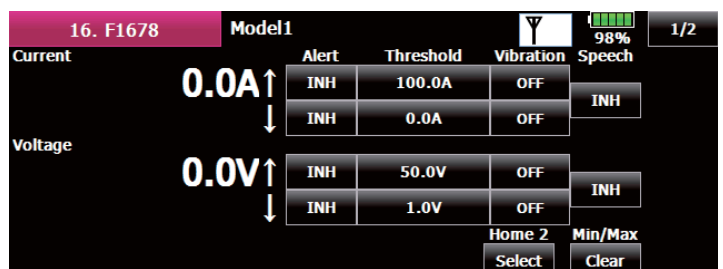 16. F1678 Model1 98% 1/2
Current Alert Threshold Vibration Speech
0.0A↑ INH 100.0A OFF INH
↓ INH 0.0A OFF
Voltage
0.0V↑ INH 50.0V OFF INH
↓ INH 1.0V OFF
Home 2 Min/Max
Select Clear